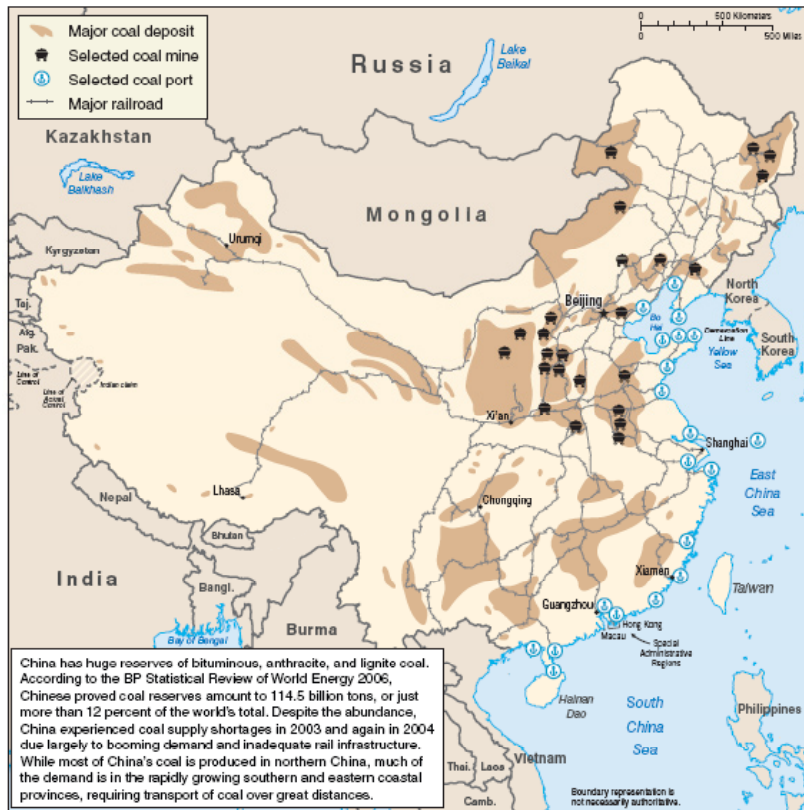 Major coal deposit
Selected coal mine
Selected coal port
Major railroad
0 500 Kilometers
0 500 Miles
Russia
Lake
Baikal
Kazakhstan
Lake
Balkhash
Mongolia
Urumqi
Kyrgyzstan
Taj.
Afg.
Pak.
Line of
Control
Line of
Actual
Control
Indian claim
Beijing
Bo
Hai
North
Korea
Demarcation
Line
South
Korea
Yellow
Sea
Xi'an
Shanghai
East
China
Sea
Lhasa
Nepal
Bhutan
India
Bangl.
Burma
Bay of Bengal
Chongqing
Xiamen
Taiwan
Guangzhou
Hong Kong
Macau
Special
Administrative
Regions
Hainan
Dao
South
China
Sea
Philippines
Vietnam
Thai.
Laos
Camb.
China has huge reserves of bituminous, anthracite, and lignite coal.
According to the BP Statistical Review of World Energy 2006,
Chinese proved coal reserves amount to 114.5 billion tons, or just
more than 12 percent of the world's total. Despite the abundance,
China experienced coal supply shortages in 2003 and again in 2004
due largely to booming demand and inadequate rail infrastructure.
While most of China's coal is produced in northern China, much of
the demand is in the rapidly growing southern and eastern coastal
provinces, requiring transport of coal over great distances.
Boundary representation is
not necessarily authoritative.